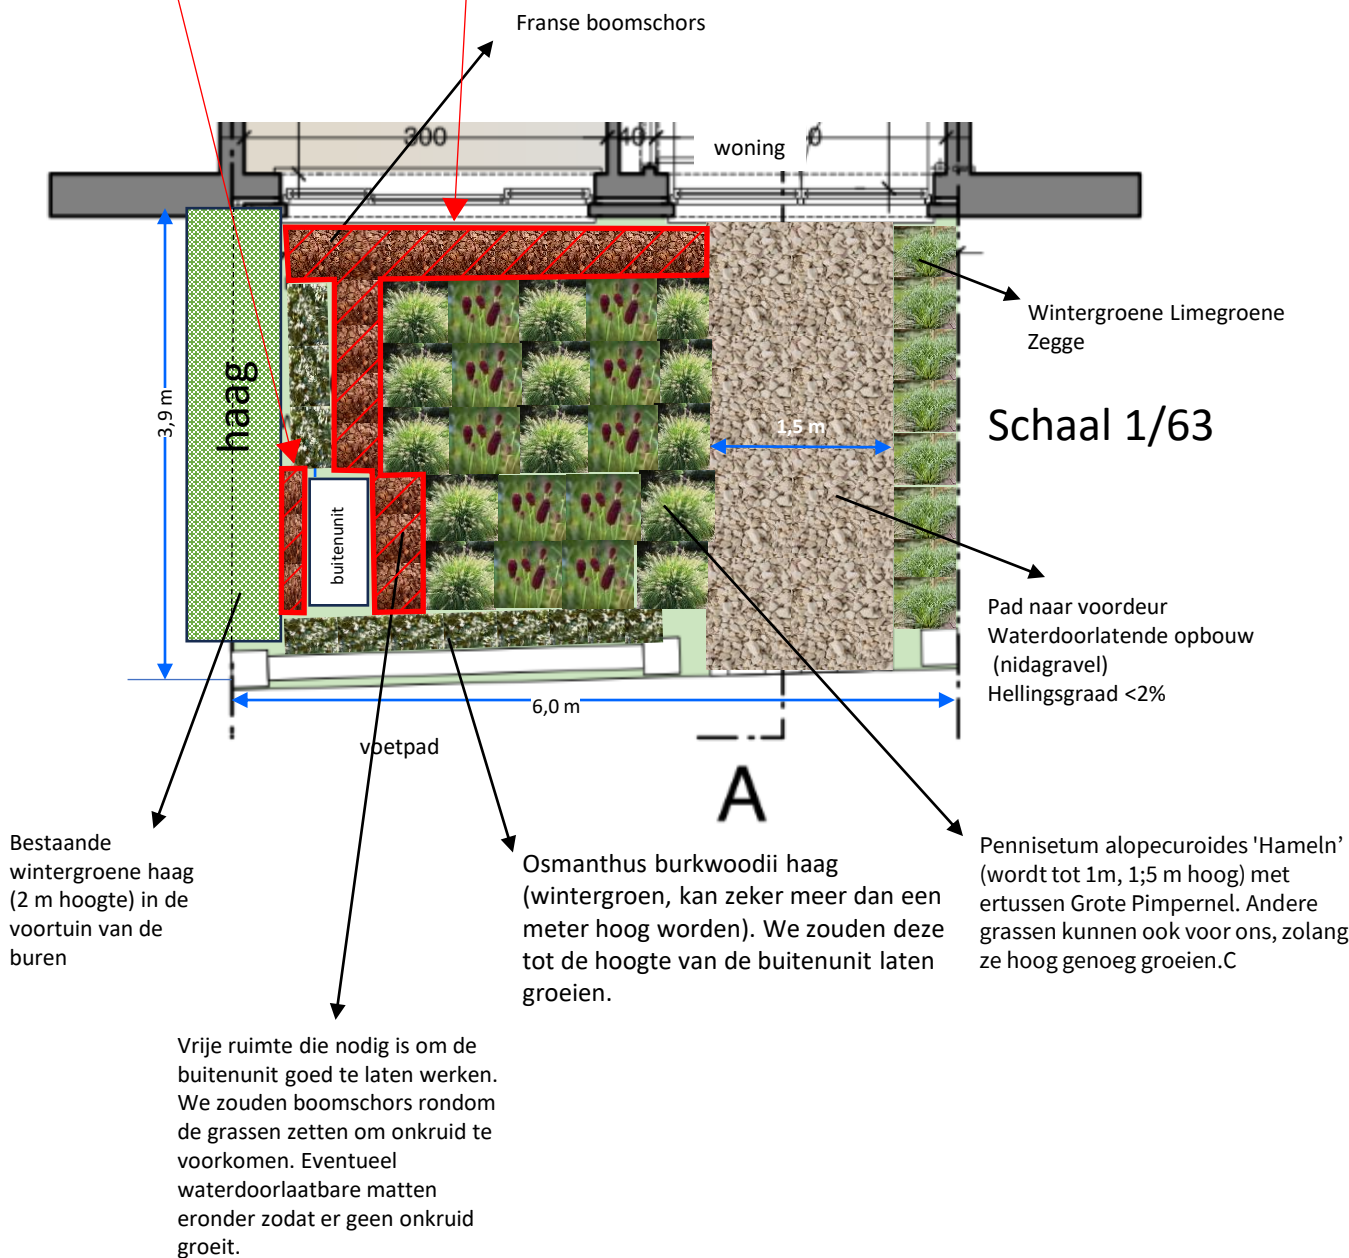 Franse boomschors
300
40
0
woning
haag
3,9 m
buitenunit
1,5 m
Wintergroene Limegroene
Zegge
Schaal 1/63
Pad naar voordeur
Waterdoorlatende opbouw
(nidagravel)
Hellingsgraad <2%
6,0 m
voetpad
A
Bestaande
wintergroene haag
(2 m hoogte) in de
voortuin van de
buren
Osmanthus burkwoodii haag
(wintergroen, kan zeker meer dan een
meter hoog worden). We zouden deze
tot de hoogte van de buitenunit laten
groeien.
Pennisetum alopecuroides 'Hameln’
(wordt tot 1m, 1;5 m hoog) met
ertussen Grote Pimpernel. Andere
grassen kunnen ook voor ons, zolang
ze hoog genoeg groeien.C
Vrije ruimte die nodig is om de
buitenunit goed te laten werken.
We zouden boomschors rondom
de grassen zetten om onkruid te
voorkomen. Eventueel
waterdoorlaatbare matten
eronder zodat er geen onkruid
groeit.